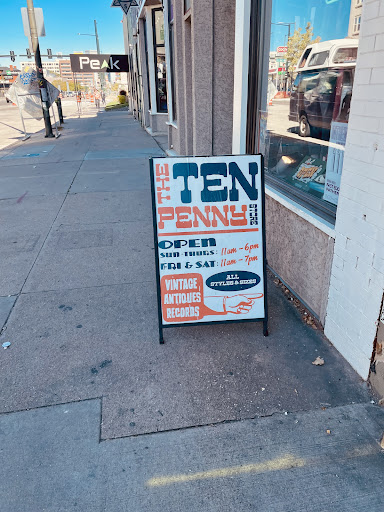 Peak
THE TEN
PENNY STORE
OPEN
SUN-THURS: 11am-6pm
FRI & SAT: 11am-7pm
VINTAGE
ANTIQUES
RECORDS
ALL
STYLES & SIZES